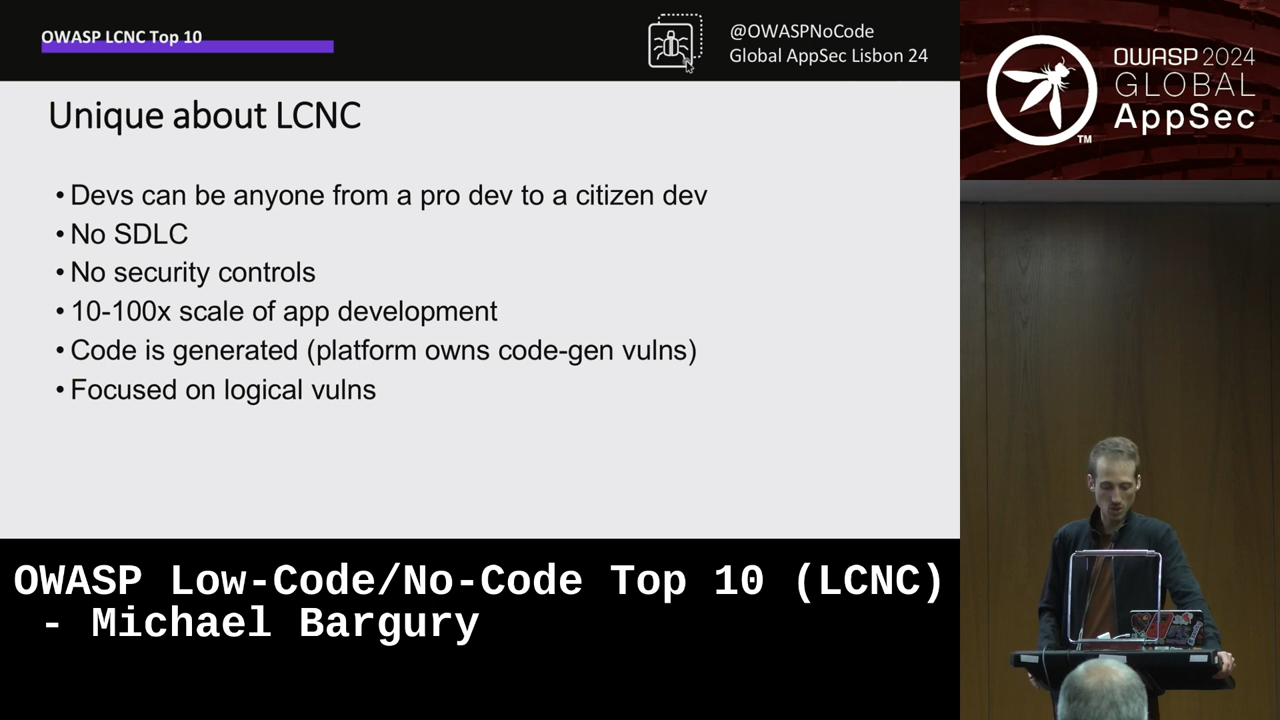 OWASP LCNC Top 10
@OWASPNoCode
Global AppSec Lisbon 24
Unique about LCNC
• Devs can be anyone from a pro dev to a citizen dev
• No SDLC
• No security controls
• 10-100x scale of app development
• Code is generated (platform owns code-gen vulns)
• Focused on logical vulns
OWASP Low-Code/No-Code Top 10 (LCNC)
- Michael Bargury
OWASP 2024
GLOBAL
AppSec
TM